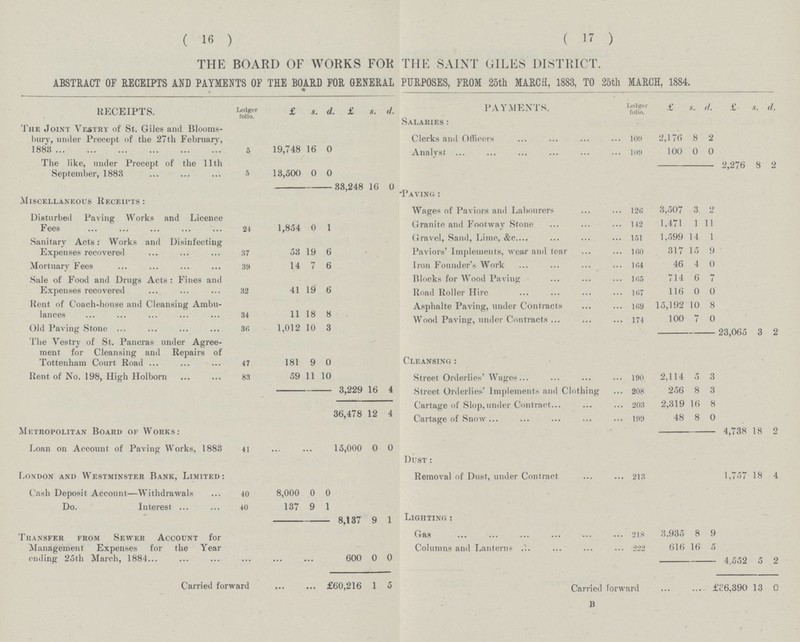 ( 16 )
THE BOARD OF WORKS FOR THE SAINT GILES DISTRICT.
ABSTRACT OF RECEIPTS AND PAYMENTS OF THE BOARD FOR GENERAL PURPOSES, FROM 25th MARCH, 1883, TO 25th MARCH, 1884.
RECEIPTS. Ledger folio. £ s. d. £ s. d.
The Joint Vestry of St. Giles and Blooms-
bury, under Precept of the 27th February,
1883 ... ... ... ... ... ... 5 19,748 16 0
The like, under Precept of the 11th
September, 1883 ... ... ... 5 13,500 0 0
33,248 16 0
Miscellaneous Receipts:
Disturbed Paving Works and Licence
Fees ... ... ... ... ... 24 1,854 0 1
Sanitary Acts: Works and Disinfecting
Expenses recovered ... ... ... 37 53 19 6
Mortuary Fees ... ... ... ... 39 14 7 6
Sale of Food and Drugs Acts: Fines and
Expenses recovered ... ... ... 32 41 19 6
Rent of Coach-house and Cleansing Ambu-
lances ... ... ... ... ... 34 11 18 8
Old Paving Stone ... ... ... ... 36 1,012 10 3
The Vestry of St. Pancras under Agree-
ment for Cleansing and Repairs of
Tottenham Court Road ... ... ... 47 181 9 0
Rent of No. 198, High Holborn ... ... 83 59 11 10
3,229 16 4
36,478 12 4
Metropolitan Board of Works:
Loan on Account of Paving Works, 1883 41 ... ... 15,000 0 0
London and Westminster Bank, Limited:
Cash Deposit Account—Withdrawals ... 40 8,000 0 0
Do. Interest ... ... 40 137 9 1
8,137 9 1
Transfer from Sewer Account for
Management Expenses for the Year
ending 25th March, 1884... ... ... ... ... ... 600 0 0
Carried forward ... ... £60,216 1 5
( 17 )
PAYMENTS. Ledger folio. £ s. d. £ s. d.
Salaries:
Clerks and Officers ... ... ... ... 109 2,176 8 2
Analyst ... ... ... ... ... ... 109 100 0 0
2,276 8 2
Paving:
Wages of Paviors and Labourers ... ... 126 3,507 3 2
Granite and Footway Stone ... ... ... 142 1,471 1 11
Gravel, Sand, Lime, &c.... ... ... ... 151 1,599 14 1
Paviors' Implements, wear and tear ... ... 160 317 15 9
Iron Founder's Work ... ... ... ... 164 46 4 0
Blocks for Wood Paving ... ... ... 165 714 6 7
Road Roller Hire ... ... ... ... 167 116 0 0
Asphalte Paving, under Contracts ... ... 169 15,192 10 8
Wood Paving, under Contracts ... ... ... 174 100 7 0
23,065 3 2
Cleansing:
Street Orderlies' Wages ... ... ... ... 190 2,114 5 3
Street Orderlies' Implements and Clothing ... 208 256 8 3
Cartage of Slop, under Contract... ... ... 203 2,319 16 8
Cartage of Snow ... ... ... ... ... 199 48 8 0
4,738 18 2
Dust:
Removal of Dust, under Contract ... ... 213 1,757 18 4
Lighting:
Gas ... ... ... ... ... ... 218 3,935 8 9
Columns and Lanterns ... ... ... ... 222 616 16 5
4,552 5 2
Carried forward ... ... £36,390 13 0
B